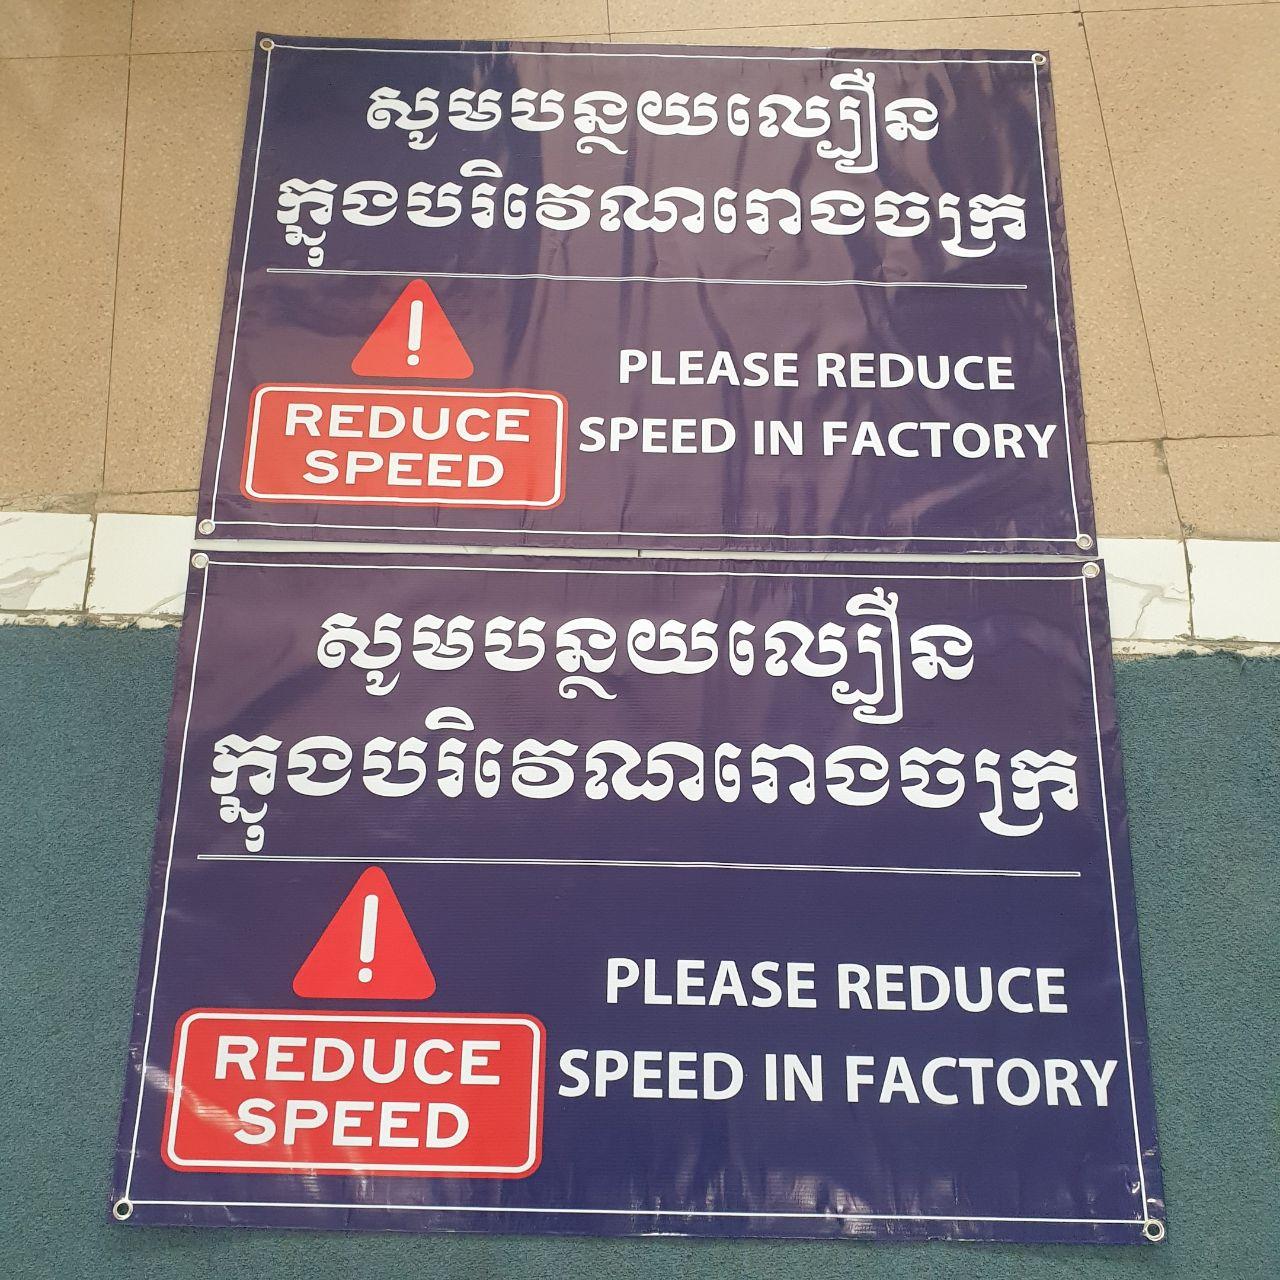 សូមបន្ថយល្បឿន
ក្នុងបរិវេណរោងចក្រ
!
REDUCE
SPEED
PLEASE REDUCE
SPEED IN FACTORY
សូមបន្ថយល្បឿន
ក្នុងបរិវេណរោងចក្រ
!
REDUCE
SPEED
PLEASE REDUCE
SPEED IN FACTORY